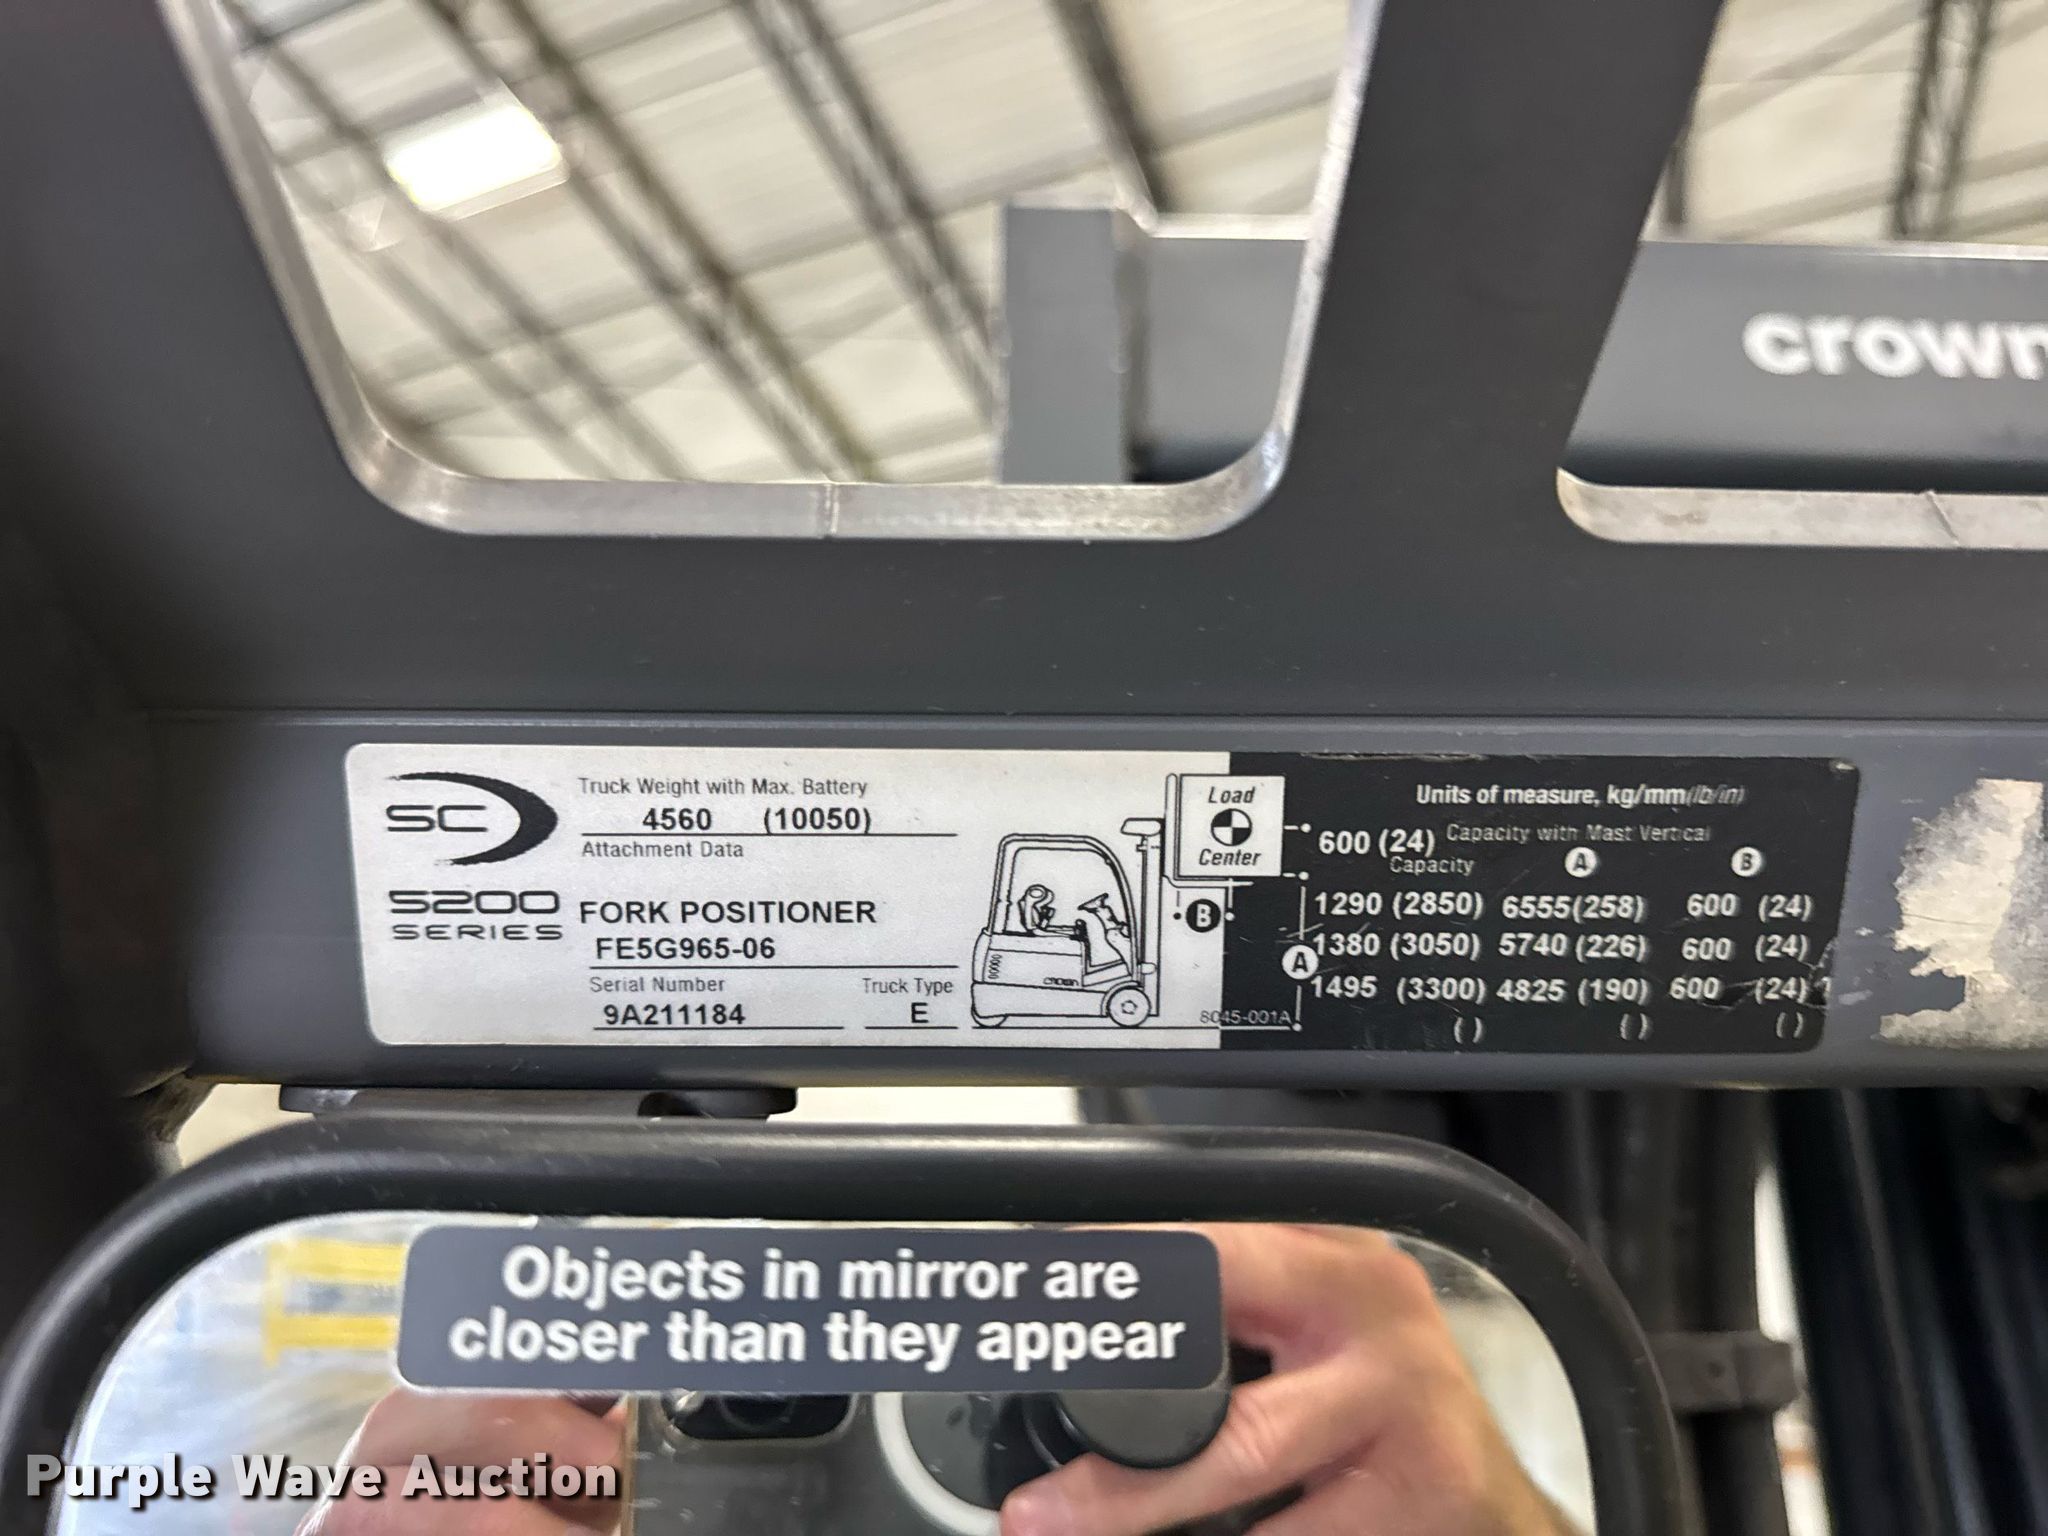 crown
SC
5200
SERIES
Truck Weight with Max. Battery
4560 (10050)
Attachment Data
FORK POSITIONER
FE5G965-06
Serial Number
9A211184
Truck Type
E
CROWN
Load
Center
B
A
8045-001A
Units of measure, kg/mm(lb/in)
600 (24) Capacity with Mast Vertical
Capacity A B
1290 (2850) 6555(258) 600 (24)
1380 (3050) 5740 (226) 600 (24)
1495 (3300) 4825 (190) 600 (24)
( ) ( ) ( )
Objects in mirror are
closer than they appear
Purple Wave Auction